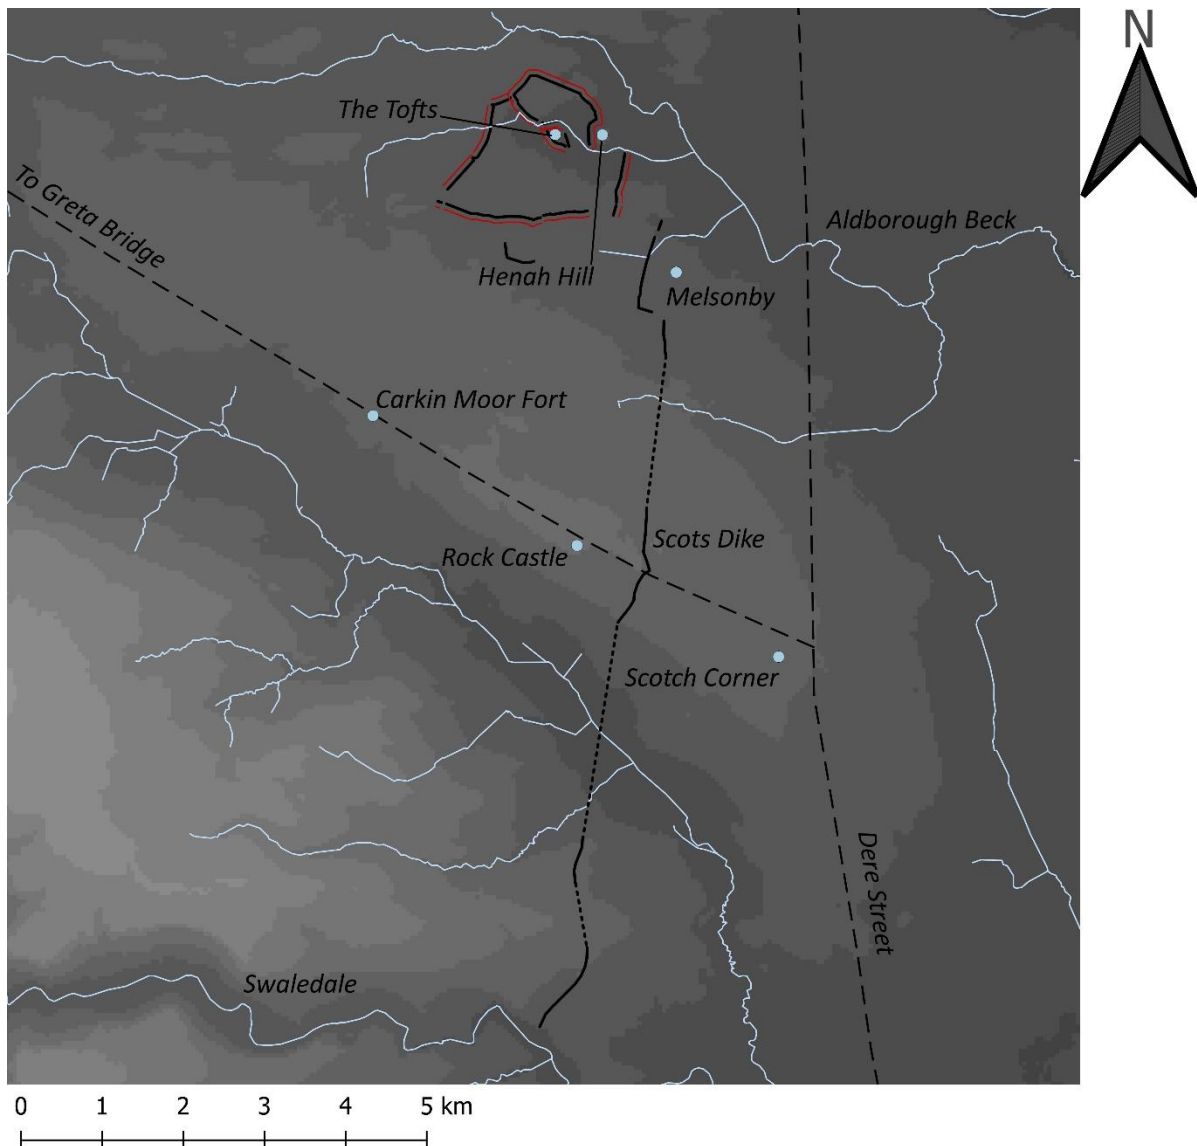 N
The Tofts
To Greta Bridge
Aldborough Beck
Henah Hill
Melsonby
Carkin Moor Fort
Scots Dike
Rock Castle
Scotch Corner
Dere Street
Swaledale
0 1 2 3 4 5 km